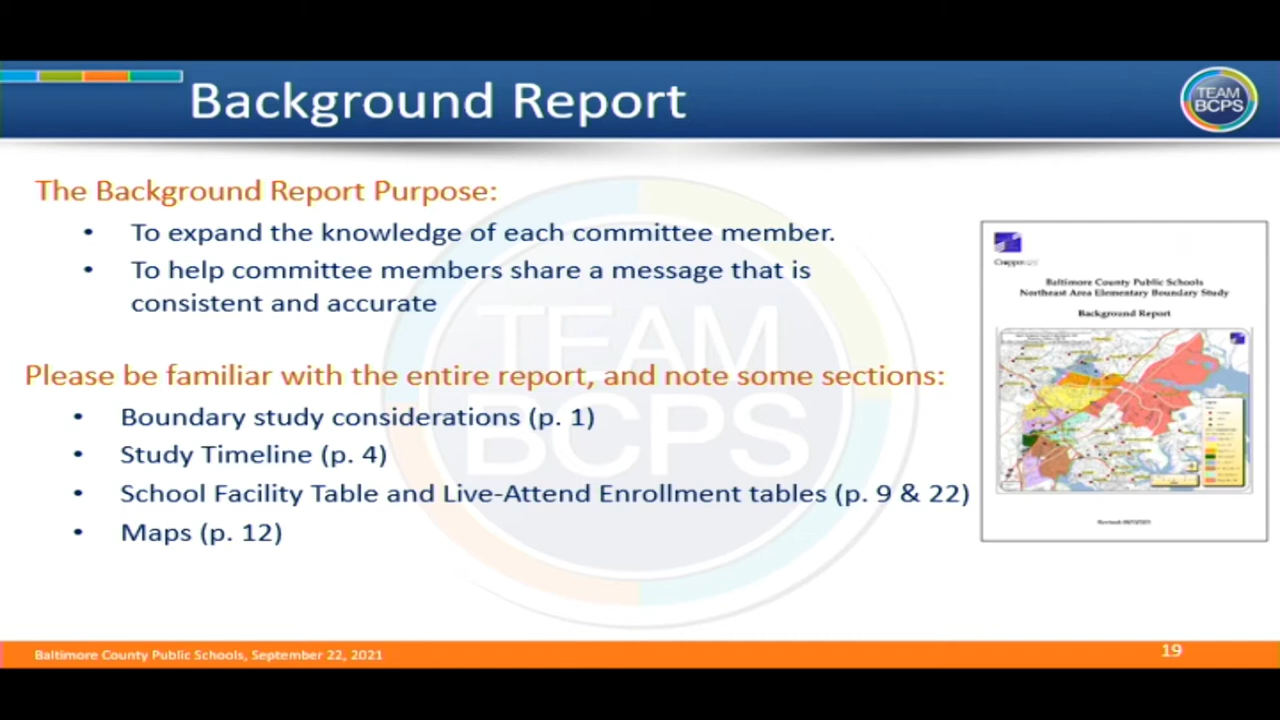 Background Report
TEAM
BCPS
The Background Report Purpose:
• To expand the knowledge of each committee member.
• To help committee members share a message that is
consistent and accurate
Please be familiar with the entire report, and note some sections:
• Boundary study considerations (p. 1)
• Study Timeline (p. 4)
• School Facility Table and Live-Attend Enrollment tables (p. 9 & 22)
• Maps (p. 12)
TEAM
BCPS
Baltimore County Public Schools
Northeast Area Elementary Boundary Study
Background Report
Baltimore County Public Schools, September 22, 2021
19